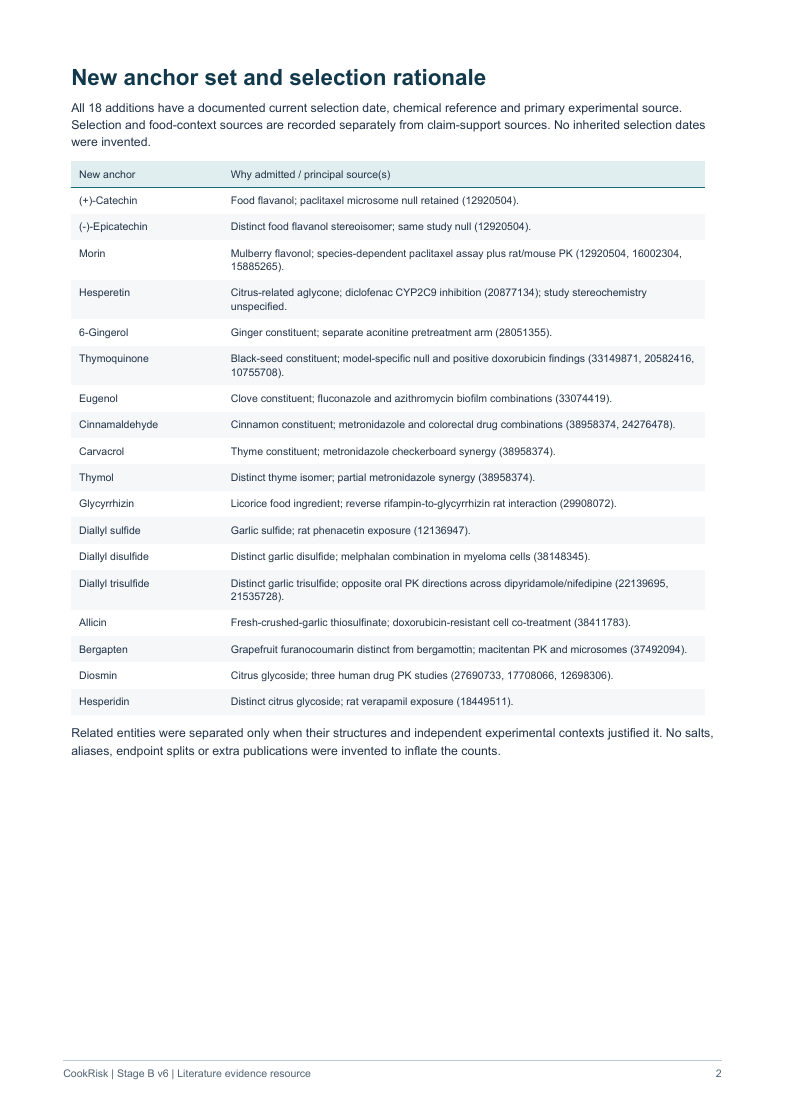 New anchor set and selection rationale
All 18 additions have a documented current selection date, chemical reference and primary experimental source.
Selection and food-context sources are recorded separately from claim-support sources. No inherited selection dates
were invented.
New anchor Why admitted / principal source(s)
(+)-Catechin Food flavanol; paclitaxel microsome null retained (12920504).
(-)-Epicatechin Distinct food flavanol stereoisomer; same study null (12920504).
Morin Mulberry flavonol; species-dependent paclitaxel assay plus rat/mouse PK (12920504, 16002304,
15885265).
Hesperetin Citrus-related aglycone; diclofenac CYP2C9 inhibition (20877134); study stereochemistry
unspecified.
6-Gingerol Ginger constituent; separate aconitine pretreatment arm (28051355).
Thymoquinone Black-seed constituent; model-specific null and positive doxorubicin findings (33149871, 20582416,
10755708).
Eugenol Clove constituent; fluconazole and azithromycin biofilm combinations (33074419).
Cinnamaldehyde Cinnamon constituent; metronidazole and colorectal drug combinations (38958374, 24276478).
Carvacrol Thyme constituent; metronidazole checkerboard synergy (38958374).
Thymol Distinct thyme isomer; partial metronidazole synergy (38958374).
Glycyrrhizin Licorice food ingredient; reverse rifampin-to-glycyrrhizin rat interaction (29908072).
Diallyl sulfide Garlic sulfide; rat phenacetin exposure (12136947).
Diallyl disulfide Distinct garlic disulfide; melphalan combination in myeloma cells (38148345).
Diallyl trisulfide Distinct garlic trisulfide; opposite oral PK directions across dipyridamole/nifedipine (22139695,
21535728).
Allicin Fresh-crushed-garlic thiosulfinate; doxorubicin-resistant cell co-treatment (38411783).
Bergapten Grapefruit furanocoumarin distinct from bergamottin; macitentan PK and microsomes (37492094).
Diosmin Citrus glycoside; three human drug PK studies (27690733, 17708066, 12698306).
Hesperidin Distinct citrus glycoside; rat verapamil exposure (18449511).
Related entities were separated only when their structures and independent experimental contexts justified it. No salts,
aliases, endpoint splits or extra publications were invented to inflate the counts.
CookRisk | Stage B v6 | Literature evidence resource 2